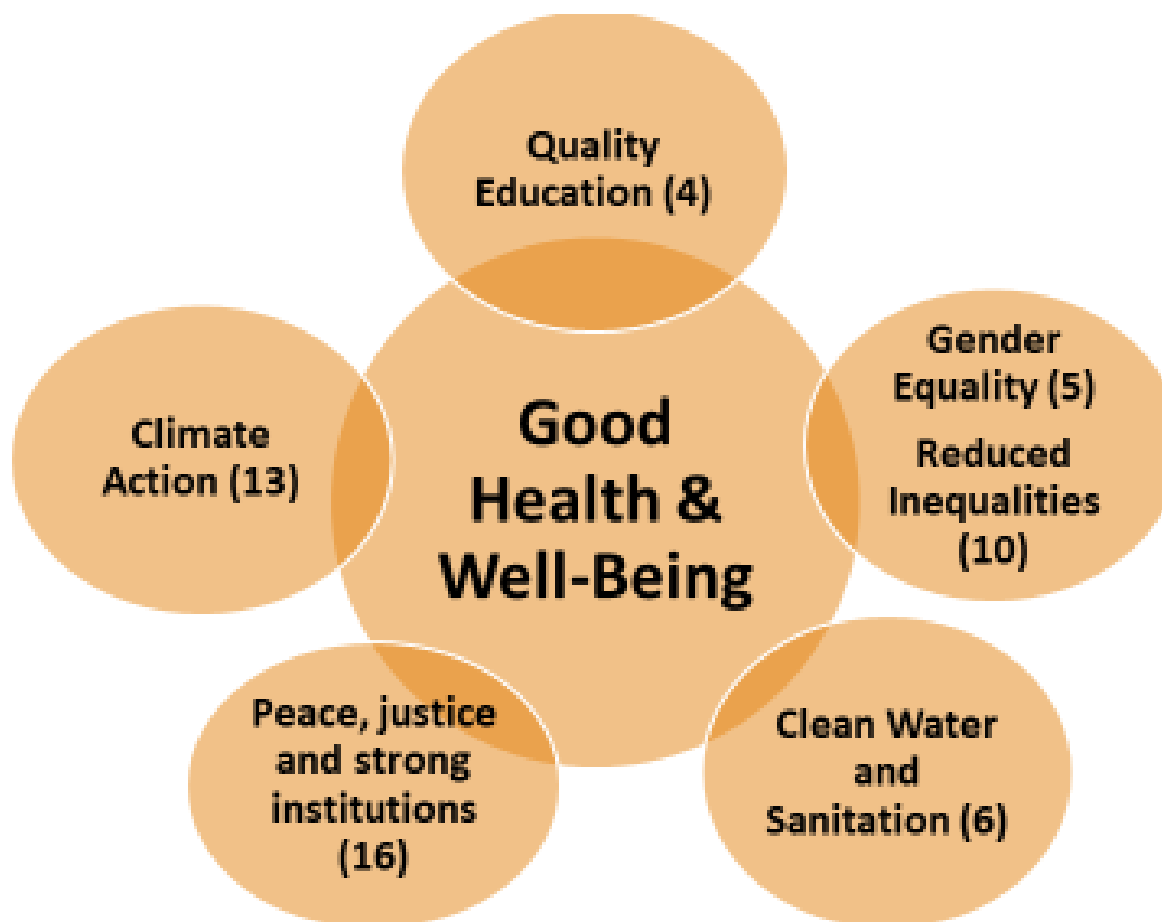 Quality
Education (4)
Gender
Equality (5)
Reduced
Inequalities
(10)
Climate
Action (13)
Good
Health &
Well-Being
Peace, justice
and strong
institutions
(16)
Clean Water
and
Sanitation (6)